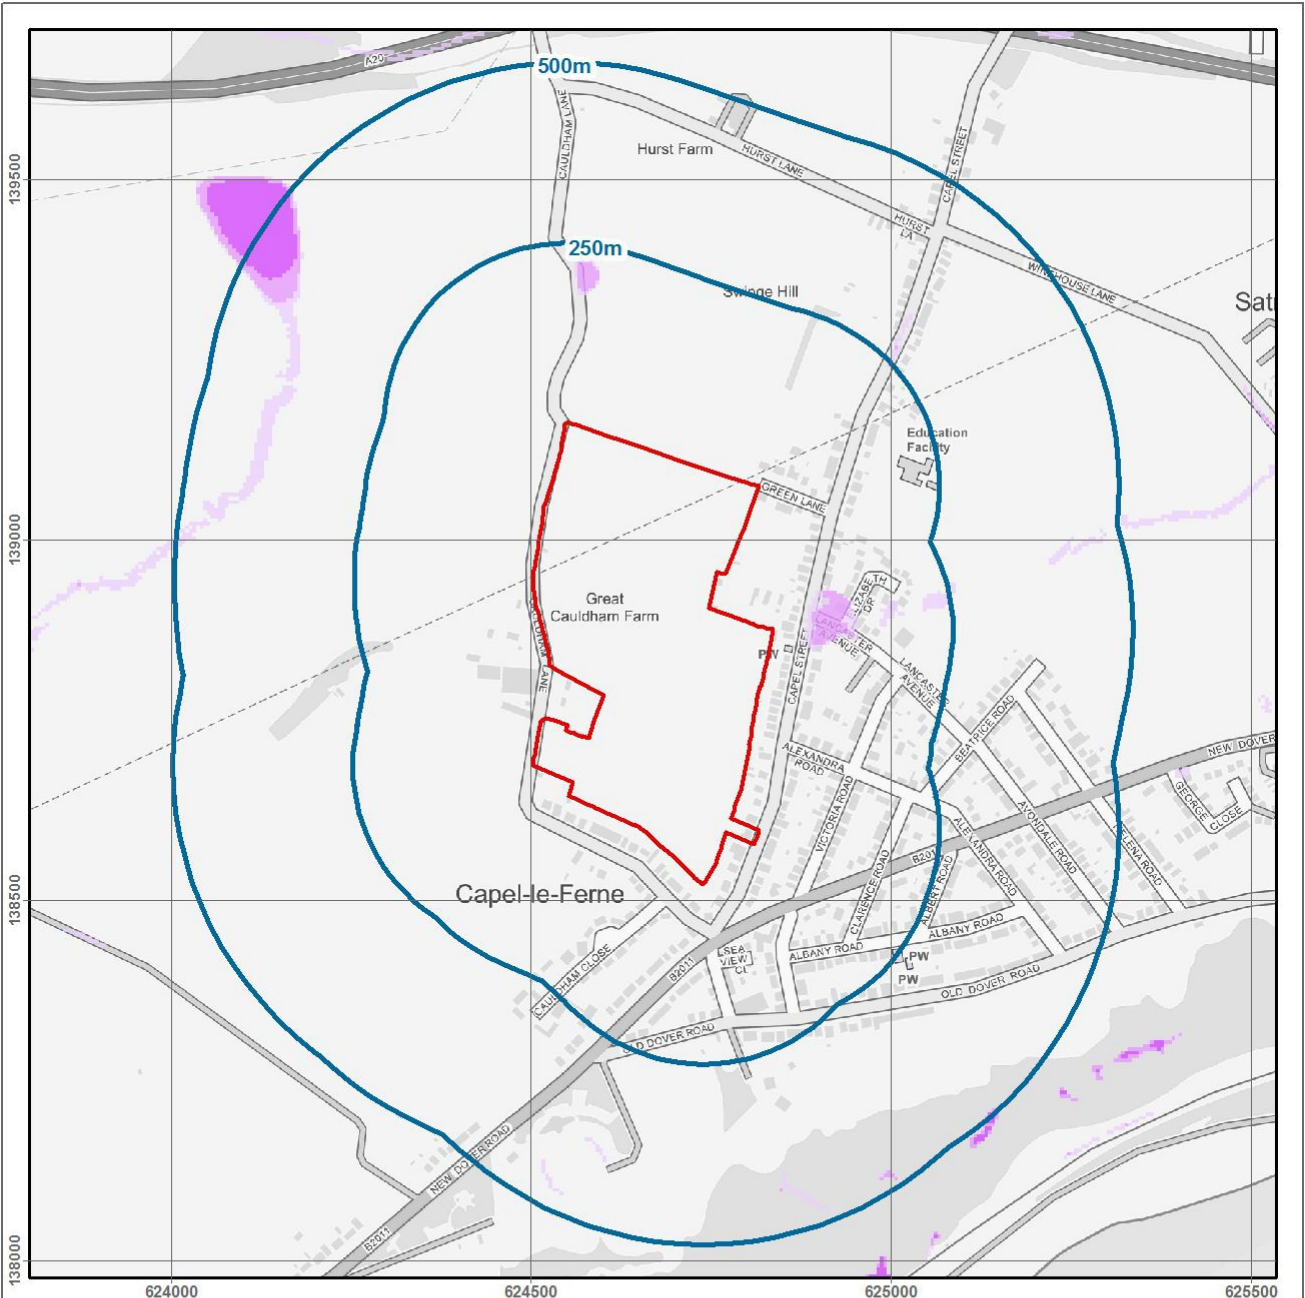 500m
A20
CAULDHAM LANE
Hurst Farm
HURST LANE
CAPEL STREET
139500
HURST
LA
250m
WINEHOUSE LANE
Swinge Hill
Education
Facility
GREEN LANE
139000
Great
Cauldham Farm
CAULDHAM LANE
ELIZABETH
DR
LANCASTER
AVENUE
PW
CAPEL STREET
LANCASTER
AVENUE
BEATRICE ROAD
ALEXANDRA
ROAD
NEW DOVER
VICTORIA ROAD
GEORGE
CLOSE
AVONDALE ROAD
HELENA ROAD
ALEXANDRA ROAD
B2011
CLARENCE ROAD
ALBERT ROAD
Capel-le-Ferne
138500
ALBANY ROAD
ALBANY ROAD
SEA
VIEW
CL
PW
PW
B2011
CAULDHAM CLOSE
OLD DOVER ROAD
OLD DOVER ROAD
NEW DOVER ROAD
B2011
138000
624000
624500
625000
625500